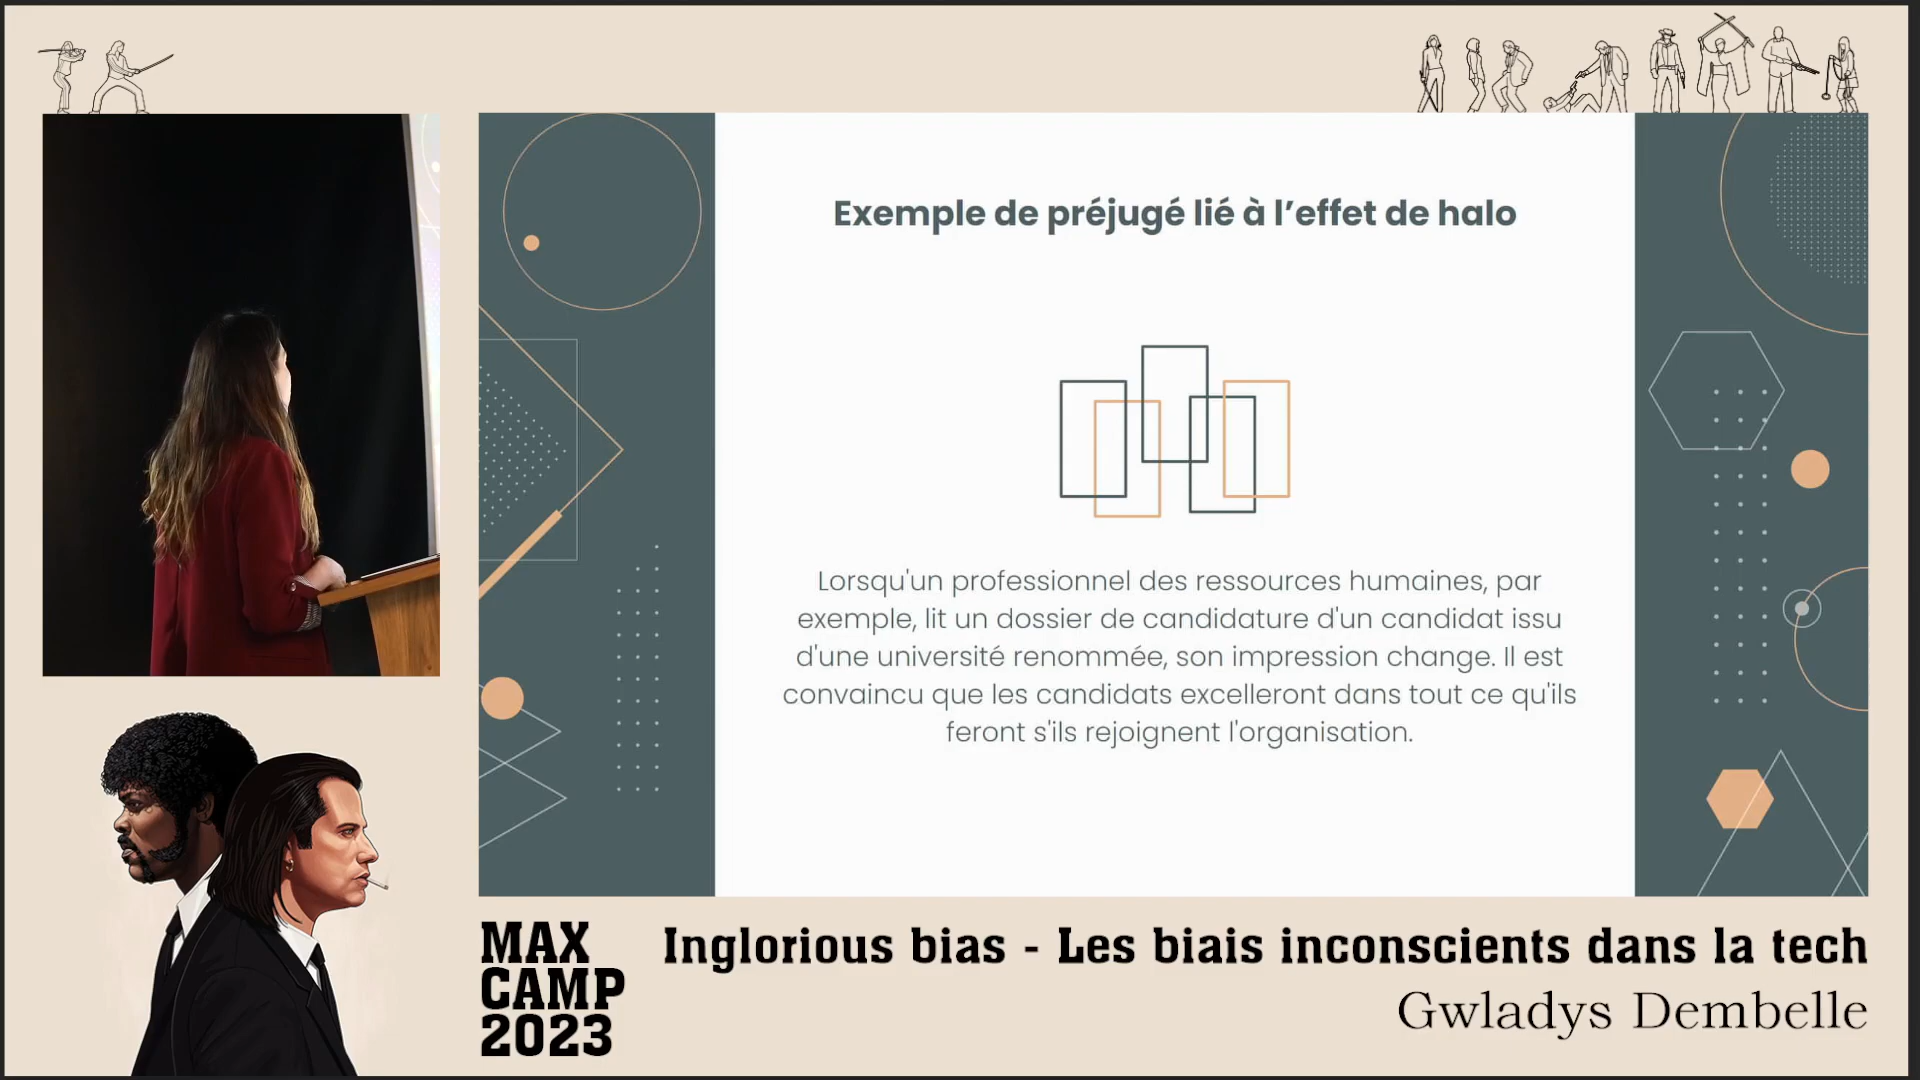 Exemple de préjugé lié à l’effet de halo
Lorsqu'un professionnel des ressources humaines, par
exemple, lit un dossier de candidature d'un candidat issu
d'une université renommée, son impression change. Il est
convaincu que les candidats excelleront dans tout ce qu'ils
feront s'ils rejoignent l'organisation.
MAX
CAMP
2023
Inglorious bias - Les biais inconscients dans la tech
Gwladys Dembelle